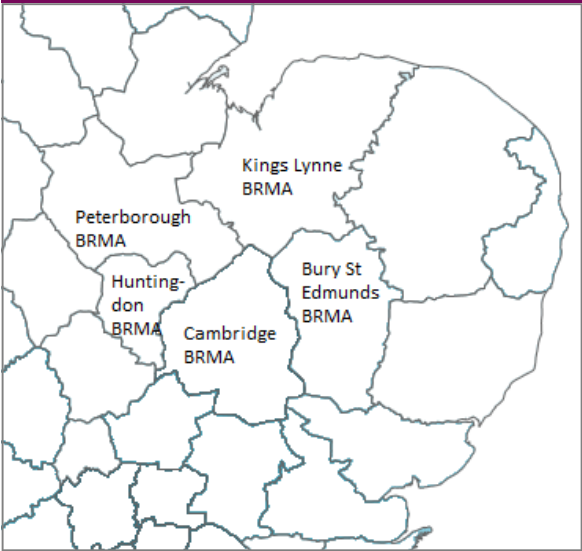 Kings Lynne
BRMA
Peterborough
BRMA
Hunting-
don
BRMA
Bury St
Edmunds
BRMA
Cambridge
BRMA